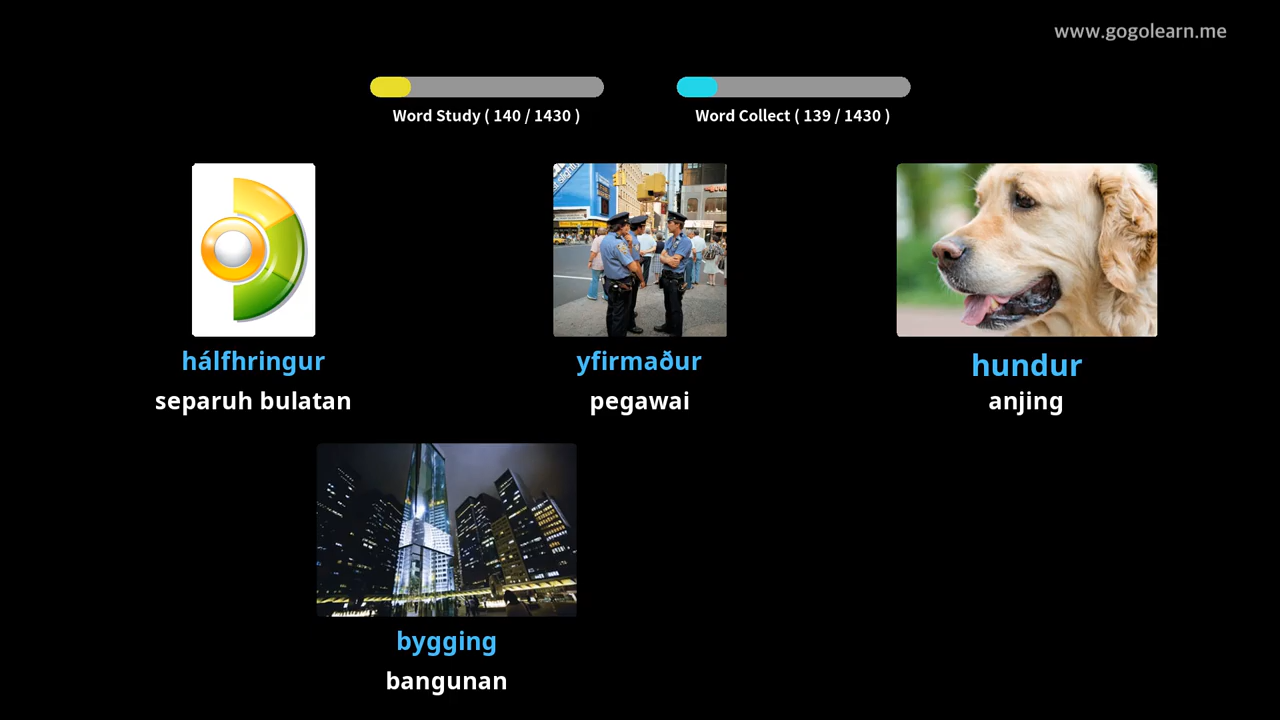 www.gogolearn.me
Word Study ( 140 / 1430 )
Word Collect ( 139 / 1430 )
hálfhringur
separuh bulatan
yfirmaður
pegawai
hundur
anjing
bygging
bangunan